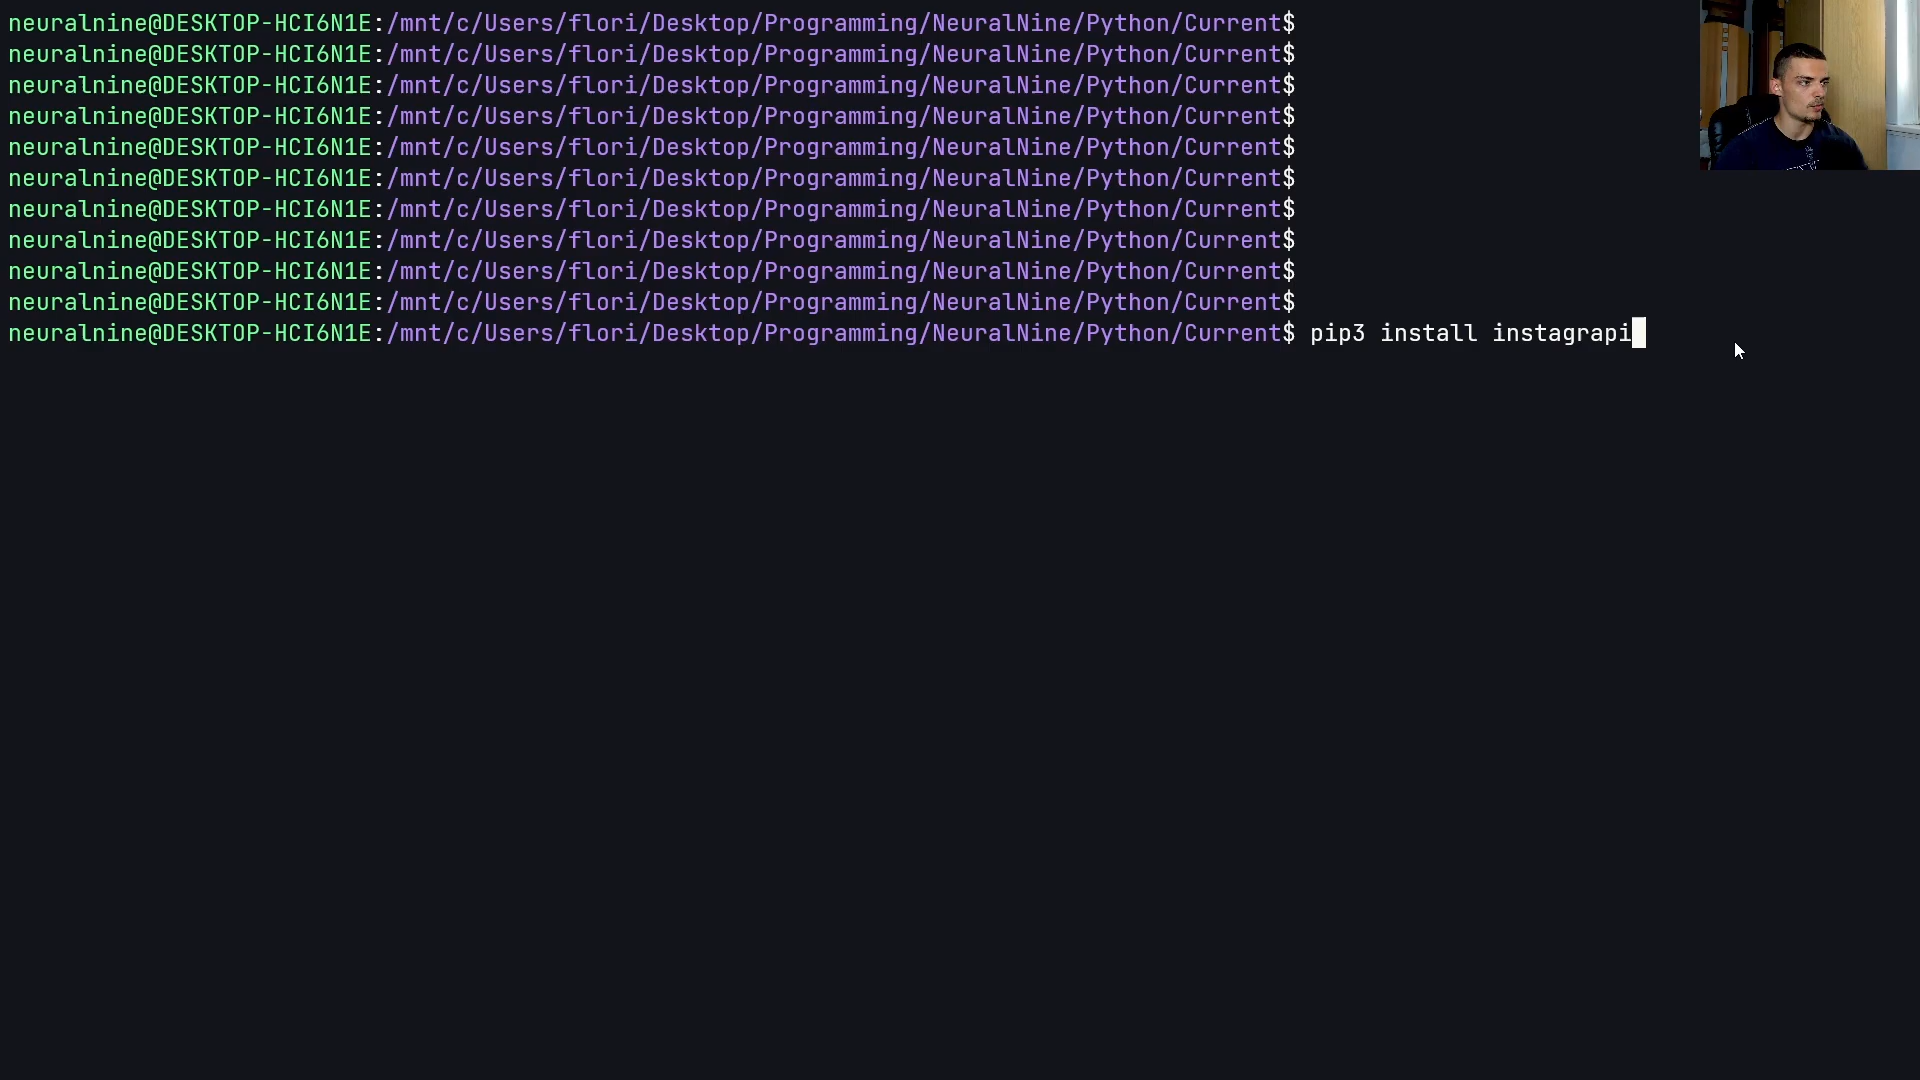 neuralnine@DESKTOP-HCI6N1E:/mnt/c/Users/flori/Desktop/Programming/NeuralNine/Python/Current$
neuralnine@DESKTOP-HCI6N1E:/mnt/c/Users/flori/Desktop/Programming/NeuralNine/Python/Current$
neuralnine@DESKTOP-HCI6N1E:/mnt/c/Users/flori/Desktop/Programming/NeuralNine/Python/Current$
neuralnine@DESKTOP-HCI6N1E:/mnt/c/Users/flori/Desktop/Programming/NeuralNine/Python/Current$
neuralnine@DESKTOP-HCI6N1E:/mnt/c/Users/flori/Desktop/Programming/NeuralNine/Python/Current$
neuralnine@DESKTOP-HCI6N1E:/mnt/c/Users/flori/Desktop/Programming/NeuralNine/Python/Current$
neuralnine@DESKTOP-HCI6N1E:/mnt/c/Users/flori/Desktop/Programming/NeuralNine/Python/Current$
neuralnine@DESKTOP-HCI6N1E:/mnt/c/Users/flori/Desktop/Programming/NeuralNine/Python/Current$
neuralnine@DESKTOP-HCI6N1E:/mnt/c/Users/flori/Desktop/Programming/NeuralNine/Python/Current$
neuralnine@DESKTOP-HCI6N1E:/mnt/c/Users/flori/Desktop/Programming/NeuralNine/Python/Current$
neuralnine@DESKTOP-HCI6N1E:/mnt/c/Users/flori/Desktop/Programming/NeuralNine/Python/Current$ pip3 install instagrapi